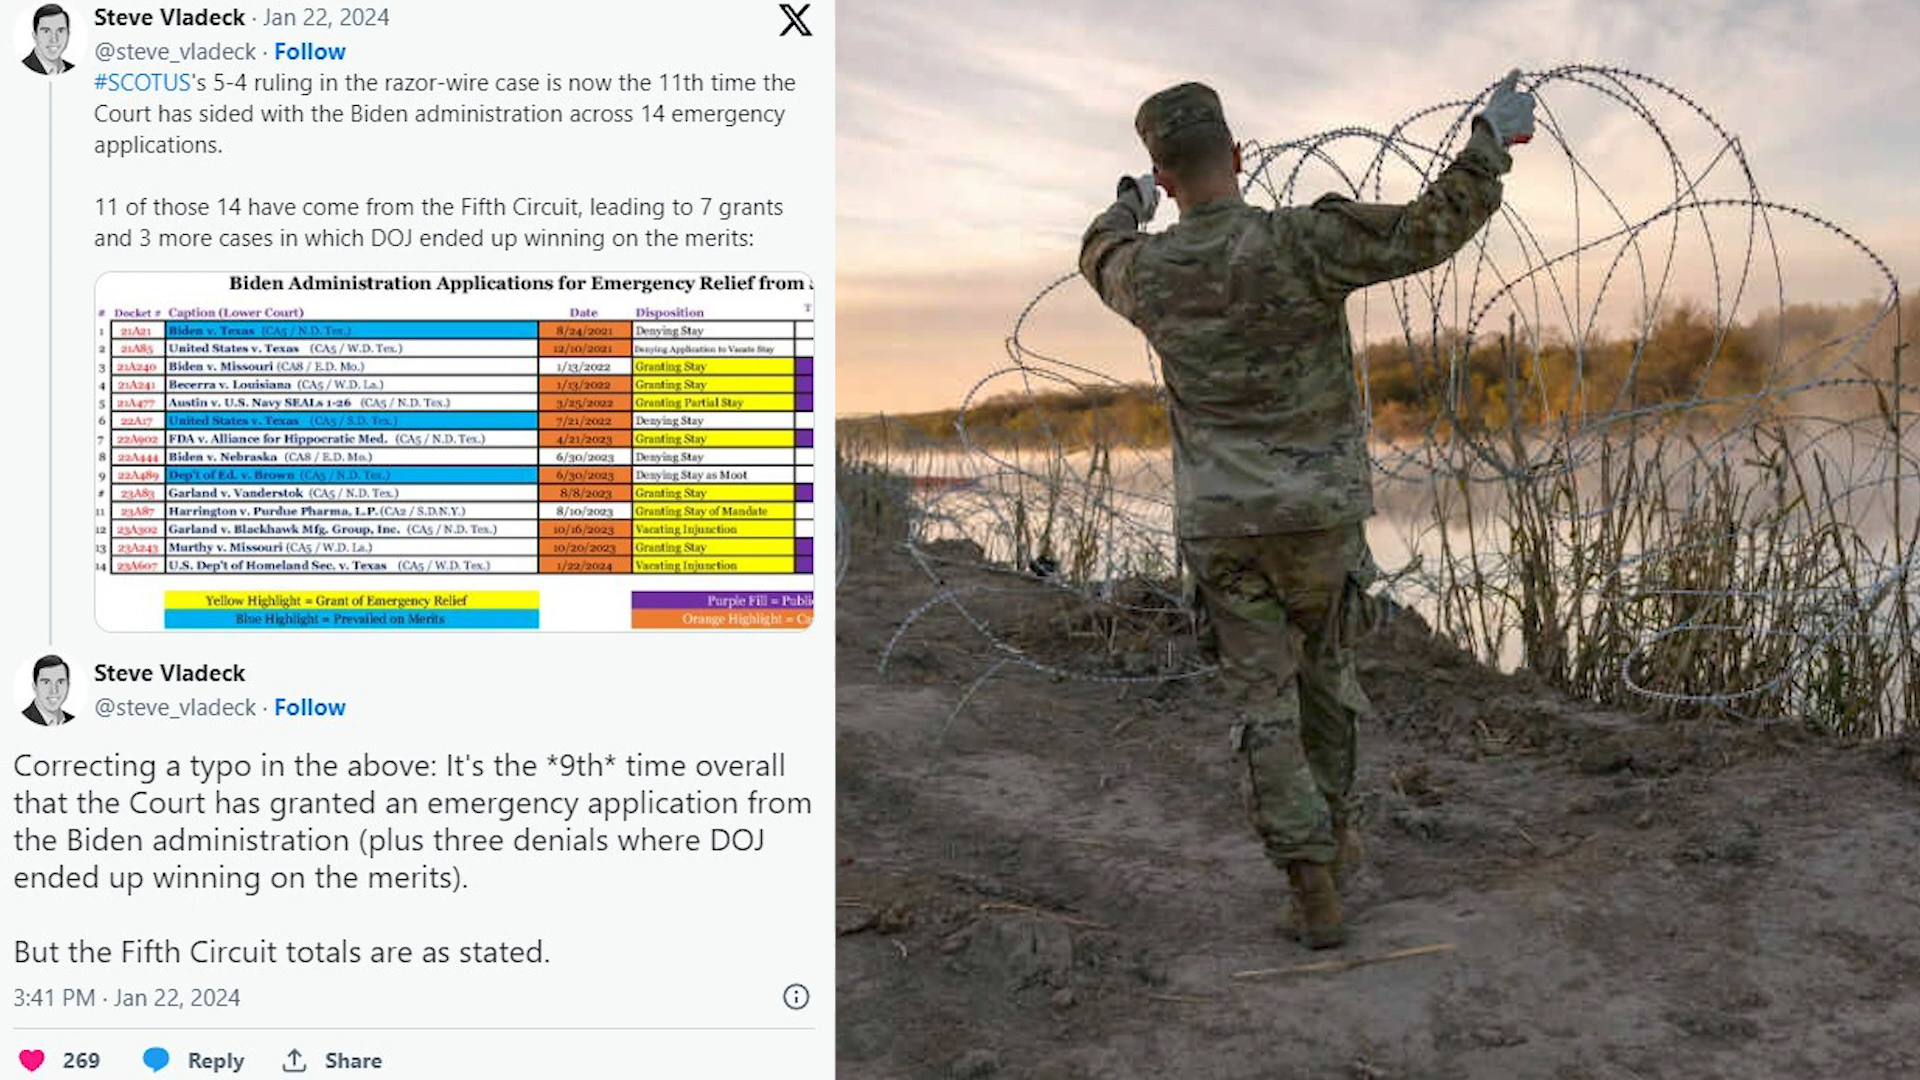 Steve Vladeck · Jan 22, 2024
@steve_vladeck · Follow
#SCOTUS's 5-4 ruling in the razor-wire case is now the 11th time the
Court has sided with the Biden administration across 14 emergency
applications.
11 of those 14 have come from the Fifth Circuit, leading to 7 grants
and 3 more cases in which DOJ ended up winning on the merits:
Biden Administration Applications for Emergency Relief from
# Docket # Caption (Lower Court) Date Disposition T
1 21A21 Biden v. Texas (CA5 / N.D. Tex.) 8/24/2021 Denying Stay
2 21A85 United States v. Texas (CA5 / W.D. Tex.) 12/10/2021 Denying Application to Vacate Stay
3 21A240 Biden v. Missouri (CA8 / E.D. Mo.) 1/13/2022 Granting Stay
4 21A241 Becerra v. Louisiana (CA5 / W.D. La.) 1/13/2022 Granting Stay
5 21A477 Austin v. U.S. Navy SEALs 1-26 (CA5 / N.D. Tex.) 3/25/2022 Granting Partial Stay
6 22A17 United States v. Texas (CA5 / S.D. Tex.) 7/21/2022 Denying Stay
7 22A902 FDA v. Alliance for Hippocratic Med. (CA5 / N.D. Tex.) 4/21/2023 Granting Stay
8 22A444 Biden v. Nebraska (CA8 / E.D. Mo.) 6/30/2023 Denying Stay
9 22A489 Dep't of Ed. v. Brown (CA5 / N.D. Tex.) 6/30/2023 Denying Stay as Moot
# 23A83 Garland v. Vanderstok (CA5 / N.D. Tex.) 8/8/2023 Granting Stay
11 23A87 Harrington v. Purdue Pharma, L.P. (CA2 / S.D.N.Y.) 8/10/2023 Granting Stay of Mandate
12 23A302 Garland v. Blackhawk Mfg. Group, Inc. (CA5 / N.D. Tex.) 10/16/2023 Vacating Injunction
13 23A243 Murthy v. Missouri (CA5 / W.D. La.) 10/20/2023 Granting Stay
14 23A607 U.S. Dep't of Homeland Sec. v. Texas (CA5 / W.D. Tex.) 1/22/2024 Vacating Injunction
Yellow Highlight = Grant of Emergency Relief Purple Fill = Publi
Blue Highlight = Prevailed on Merits Orange Highlight = Ca
Steve Vladeck
@steve_vladeck · Follow
Correcting a typo in the above: It's the *9th* time overall
that the Court has granted an emergency application from
the Biden administration (plus three denials where DOJ
ended up winning on the merits).
But the Fifth Circuit totals are as stated.
3:41 PM · Jan 22, 2024
269 Reply Share